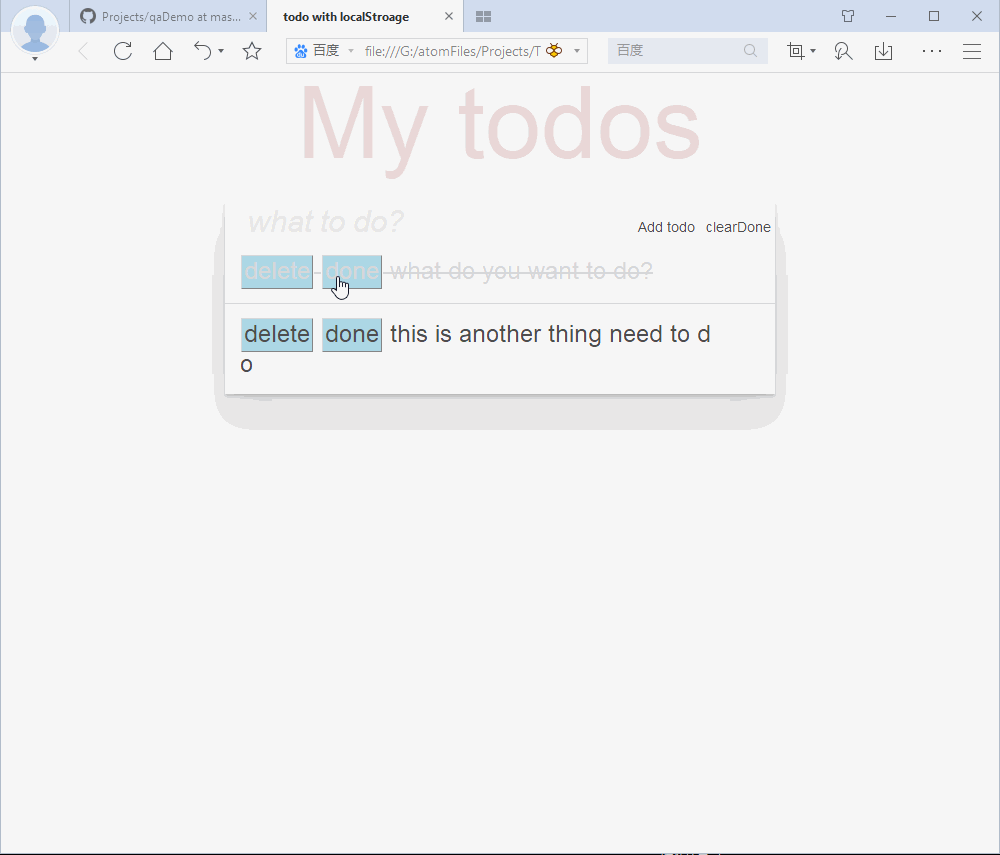 Projects/qaDemo at mas...
todo with localStroage
百度
file:///G:/atomFiles/Projects/T
百度
My todos
what to do?
Add todo clearDone
delete done what do you want to do?
delete done this is another thing need to d
o